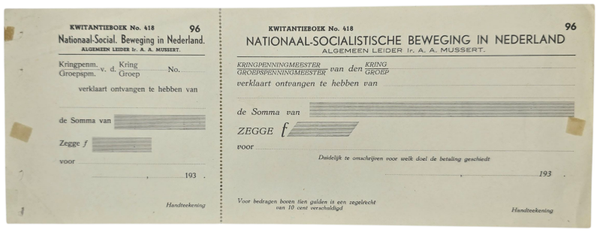 KWITANTIEBOEK No. 418 96
Nationaal-Social. Beweging in Nederland.
ALGEMEEN LEIDER Ir. A. A. MUSSERT.
Kringpenm. v. d. Kring No.
Groepspm. Groep
verklaart ontvangen te hebben van
de Somma van
Zegge f
voor
193
Handteekening
KWITANTIEBOEK No. 418 96
NATIONAAL-SOCIALISTISCHE BEWEGING IN NEDERLAND
ALGEMEEN LEIDER Ir. A. A. MUSSERT.
KRINGPENNINGMEESTER van den KRING
GROEPSPENNINGMEESTER GROEP
verklaart ontvangen te hebben van
de Somma van
ZEGGE f
voor
Duidelijk te omschrijven voor welk doel de betaling geschiedt
193
Voor bedragen boven tien gulden is een zegelrecht
van 10 cent verschuldigd
Handteekening